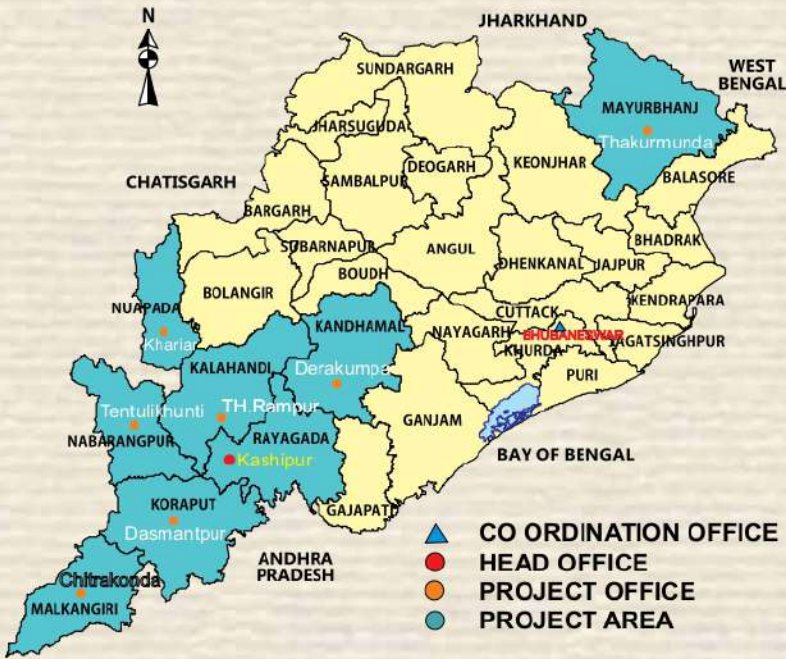 N
JHARKHAND
SUNDARGARH
WEST
BENGAL
MAYURBHANJ
JHARSUGUDA
Thakurmunda
DEOGARH
KEONJHAR
SAMBALPUR
BALASORE
CHATISGARH
BARGARH
SUBARNAPUR
ANGUL
BHADRAK
DHENKANAL
JAJPUR
BOUDH
BOLANGIR
NUAPADA
KENDRAPARA
CUTTACK
KANDHAMAL
NAYAGARH
BHUBANESWAR
Khariar
JAGATSINGHPUR
KHURDA
KALAHANDI
Derakumpa
PURI
GANJAM
Tentulikhunti
TH.Rampur
NABARANGPUR
RAYAGADA
BAY OF BENGAL
Kashipur
KORAPUT
GAJAPATI
Dasmantpur
ANDHRA
PRADESH
Chitrakonda
MALKANGIRI
CO ORDINATION OFFICE
HEAD OFFICE
PROJECT OFFICE
PROJECT AREA